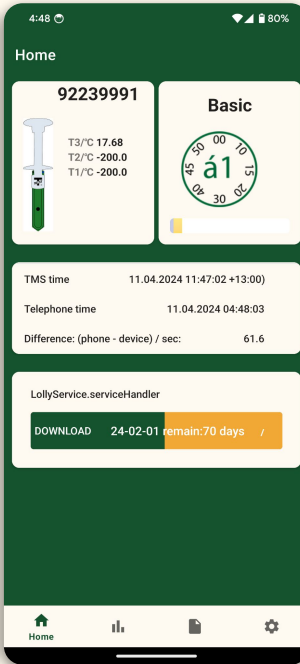 4:48 80%
Home
92239991
T3/℃ 17.68
T2/℃ -200.0
T1/℃ -200.0
Basic
00
10
15
20
30
40
45
50
á1
TMS time 11.04.2024 11:47:02 +13:00)
Telephone time 11.04.2024 04:48:03
Difference: (phone - device) / sec: 61.6
LollyService.serviceHandler
DOWNLOAD 24-02-01 remain:70 days /
Home